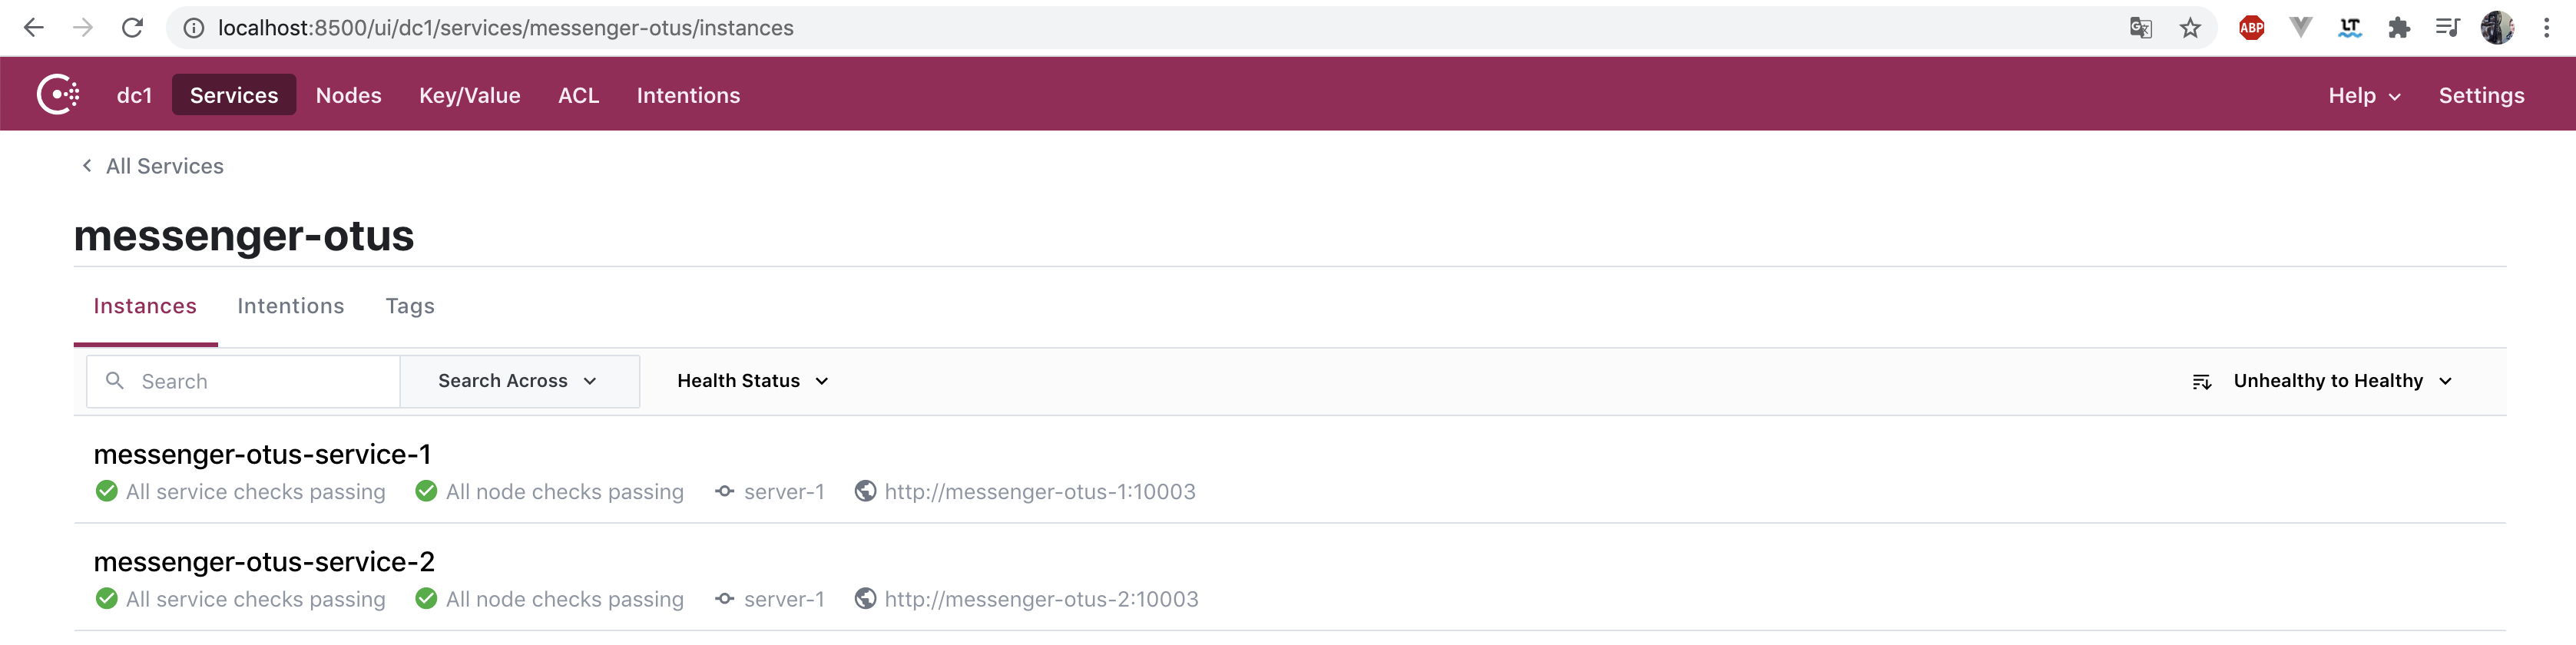 localhost:8500/ui/dc1/services/messenger-otus/instances
ABP
LT
dc1 Services Nodes Key/Value ACL Intentions Help Settings
All Services
messenger-otus
Instances Intentions Tags
Search Search Across Health Status Unhealthy to Healthy
messenger-otus-service-1
All service checks passing All node checks passing server-1 http://messenger-otus-1:10003
messenger-otus-service-2
All service checks passing All node checks passing server-1 http://messenger-otus-2:10003